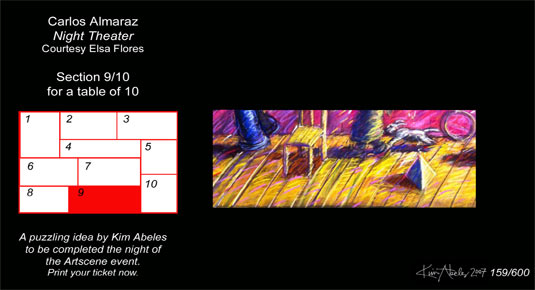 Carlos Almaraz
Night Theater
Courtesy Elsa Flores
Section 9/10
for a table of 10
1
2
3
4
5
6
7
8
9
10
A puzzling idea by Kim Abeles
to be completed the night of
the Artscene event.
Print your ticket now.
Kim Abeles 2007 159/600